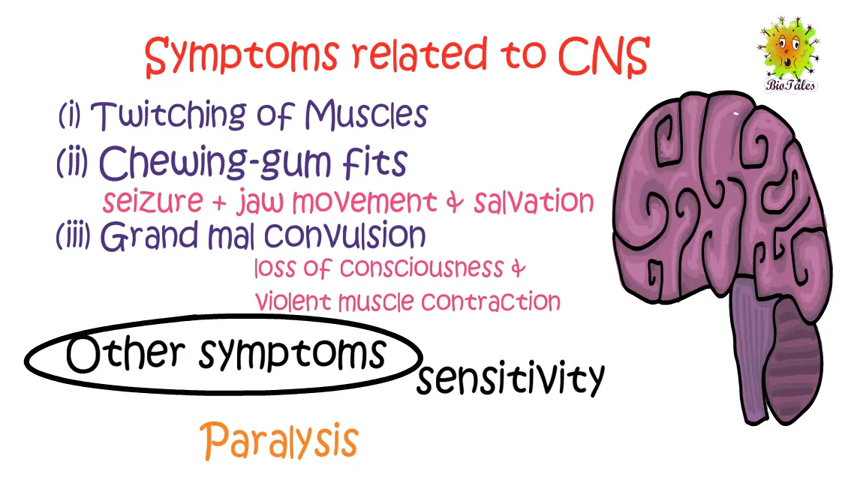 Symptoms related to CNS
BioTales
(i) Twitching of Muscles
(ii) Chewing-gum fits
seizure + jaw movement & salvation
(iii) Grand mal convulsion
loss of consciousness &
violent muscle contraction
Other symptoms
sensitivity
Paralysis